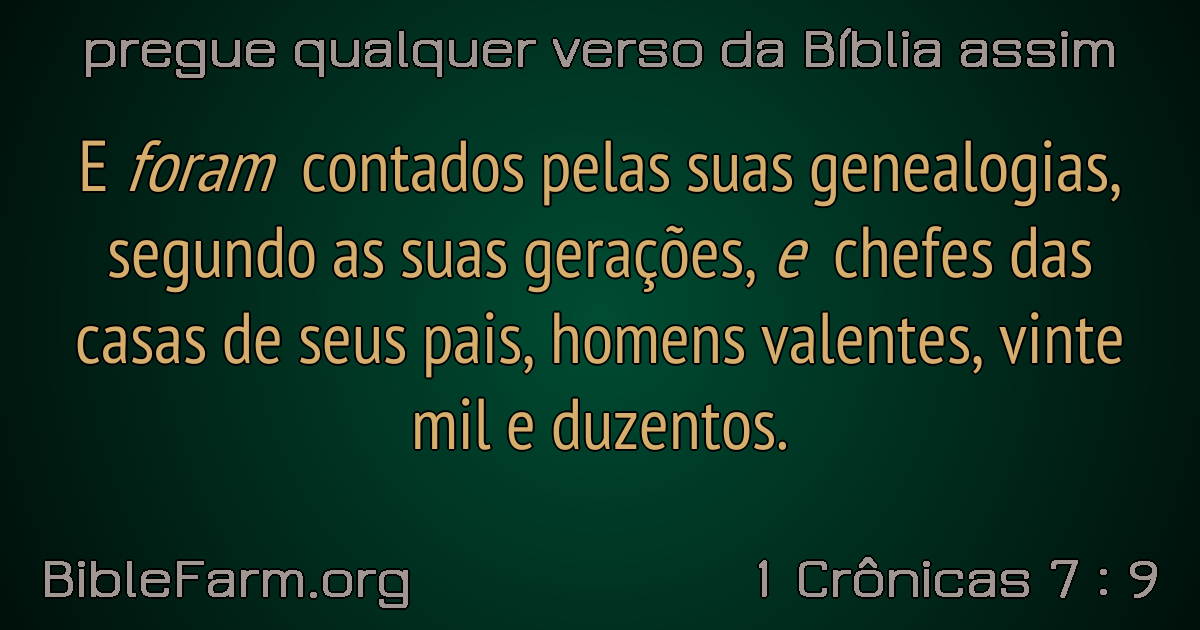 pregue qualquer verso da Bíblia assim
E foram contados pelas suas genealogias,
segundo as suas gerações, e chefes das
casas de seus pais, homens valentes, vinte
mil e duzentos.
BibleFarm.org
1 Crônicas 7 : 9